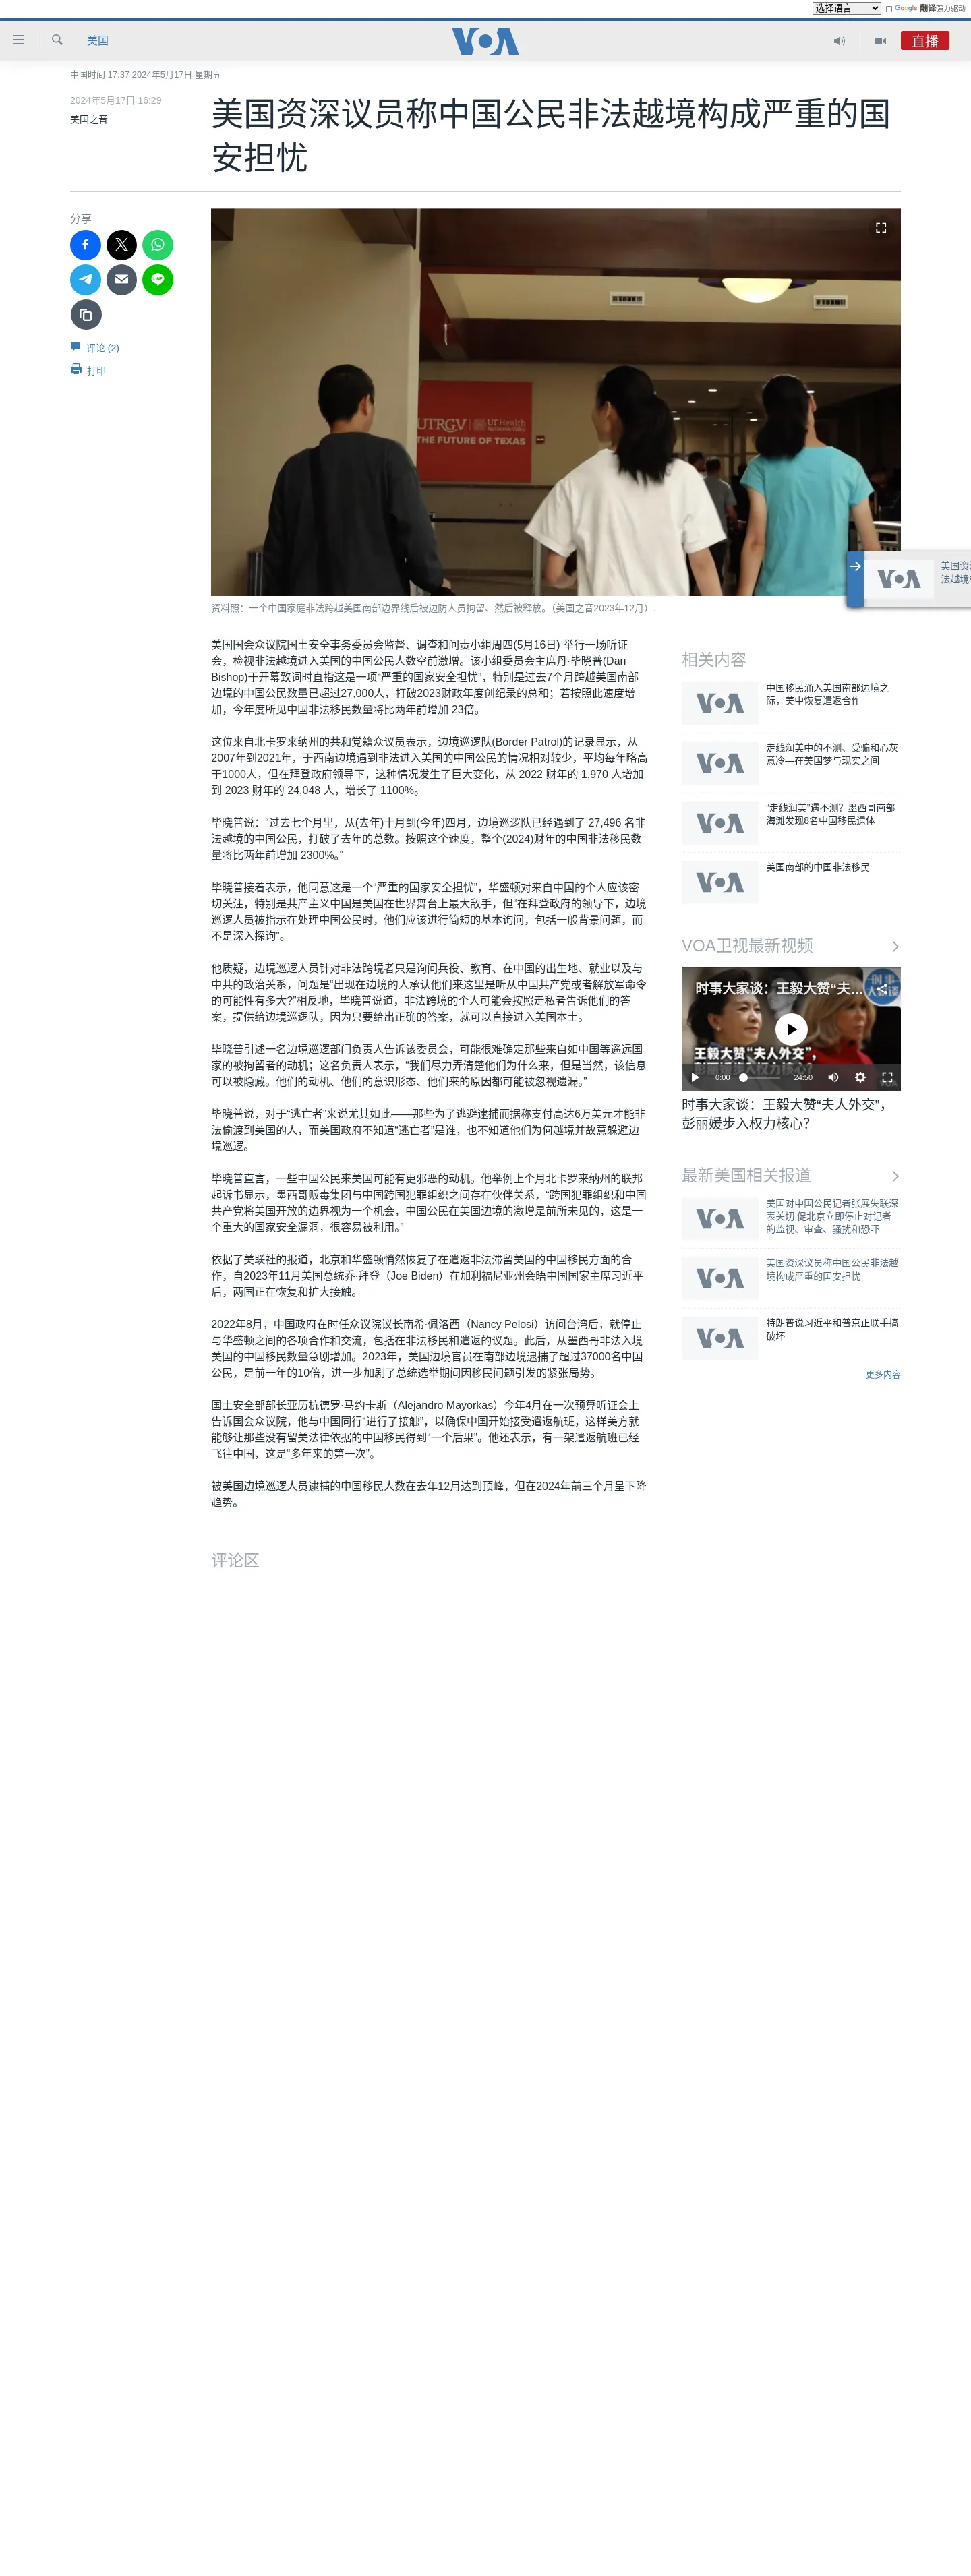 选择语言 由 Google 翻译强力驱动
美国
VOA
直播
中国时间 17:37 2024年5月17日 星期五
2024年5月17日 16:29
美国之音
美国资深议员称中国公民非法越境构成严重的国
安担忧
分享
评论 (2)
打印
UTRGV
UTHealth
THE FUTURE OF TEXAS
资料照：一个中国家庭非法跨越美国南部边界线后被边防人员拘留、然后被释放。（美国之音2023年12月）.
VOA
美国资深
法越境构
美国国会众议院国土安全事务委员会监督、调查和问责小组周四(5月16日) 举行一场听证
会，检视非法越境进入美国的中国公民人数空前激增。该小组委员会主席丹·毕晓普(Dan
Bishop)于开幕致词时直指这是一项“严重的国家安全担忧”，特别是过去7个月跨越美国南部
边境的中国公民数量已超过27,000人，打破2023财政年度创纪录的总和；若按照此速度增
加，今年度所见中国非法移民数量将比两年前增加 23倍。
这位来自北卡罗来纳州的共和党籍众议员表示，边境巡逻队(Border Patrol)的记录显示，从
2007年到2021年，于西南边境遇到非法进入美国的中国公民的情况相对较少，平均每年略高
于1000人，但在拜登政府领导下，这种情况发生了巨大变化，从 2022 财年的 1,970 人增加
到 2023 财年的 24,048 人，增长了 1100%。
毕晓普说：“过去七个月里，从(去年)十月到(今年)四月，边境巡逻队已经遇到了 27,496 名非
法越境的中国公民，打破了去年的总数。按照这个速度，整个(2024)财年的中国非法移民数
量将比两年前增加 2300%。”
毕晓普接着表示，他同意这是一个“严重的国家安全担忧”，华盛顿对来自中国的个人应该密
切关注，特别是共产主义中国是美国在世界舞台上最大敌手，但“在拜登政府的领导下，边境
巡逻人员被指示在处理中国公民时，他们应该进行简短的基本询问，包括一般背景问题，而
不是深入探询”。
他质疑，边境巡逻人员针对非法跨境者只是询问兵役、教育、在中国的出生地、就业以及与
中共的政治关系，问题是“出现在边境的人承认他们来这里是听从中国共产党或者解放军命令
的可能性有多大?”相反地，毕晓普说道，非法跨境的个人可能会按照走私者告诉他们的答
案，提供给边境巡逻队，因为只要给出正确的答案，就可以直接进入美国本土。
毕晓普引述一名边境巡逻部门负责人告诉该委员会，可能很难确定那些来自如中国等遥远国
家的被拘留者的动机；这名负责人表示，“我们尽力弄清楚他们为什么来，但是当然，该信息
可以被隐藏。他们的动机、他们的意识形态、他们来的原因都可能被忽视遗漏。”
毕晓普说，对于“逃亡者”来说尤其如此——那些为了逃避逮捕而据称支付高达6万美元才能非
法偷渡到美国的人，而美国政府不知道“逃亡者”是谁，也不知道他们为何越境并故意躲避边
境巡逻。
毕晓普直言，一些中国公民来美国可能有更邪恶的动机。他举例上个月北卡罗来纳州的联邦
起诉书显示，墨西哥贩毒集团与中国跨国犯罪组织之间存在伙伴关系，“跨国犯罪组织和中国
共产党将美国开放的边界视为一个机会，中国公民在美国边境的激增是前所未见的，这是一
个重大的国家安全漏洞，很容易被利用。”
依据了美联社的报道，北京和华盛顿悄然恢复了在遣返非法滞留美国的中国移民方面的合
作，自2023年11月美国总统乔·拜登（Joe Biden）在加利福尼亚州会晤中国国家主席习近平
后，两国正在恢复和扩大接触。
2022年8月，中国政府在时任众议院议长南希·佩洛西（Nancy Pelosi）访问台湾后，就停止
与华盛顿之间的各项合作和交流，包括在非法移民和遣返的议题。此后，从墨西哥非法入境
美国的中国移民数量急剧增加。2023年，美国边境官员在南部边境逮捕了超过37000名中国
公民，是前一年的10倍，进一步加剧了总统选举期间因移民问题引发的紧张局势。
国土安全部部长亚历杭德罗·马约卡斯（Alejandro Mayorkas）今年4月在一次预算听证会上
告诉国会众议院，他与中国同行“进行了接触”，以确保中国开始接受遣返航班，这样美方就
能够让那些没有留美法律依据的中国移民得到“一个后果”。他还表示，有一架遣返航班已经
飞往中国，这是“多年来的第一次”。
被美国边境巡逻人员逮捕的中国移民人数在去年12月达到顶峰，但在2024年前三个月呈下降
趋势。
评论区
相关内容
VOA
中国移民涌入美国南部边境之
际，美中恢复遣返合作
VOA
走线润美中的不测、受骗和心灰
意冷—在美国梦与现实之间
VOA
“走线润美”遇不测？墨西哥南部
海滩发现8名中国移民遗体
VOA
美国南部的中国非法移民
VOA卫视最新视频
时事大家谈：王毅大赞“夫...
时事
王毅大赞“夫人外交”，
0:00
24:50
时事大家谈：王毅大赞“夫人外交”，
彭丽媛步入权力核心？
最新美国相关报道
VOA
美国对中国公民记者张展失联深
表关切 促北京立即停止对记者
的监视、审查、骚扰和恐吓
VOA
美国资深议员称中国公民非法越
境构成严重的国安担忧
VOA
特朗普说习近平和普京正联手搞
破坏
更多内容